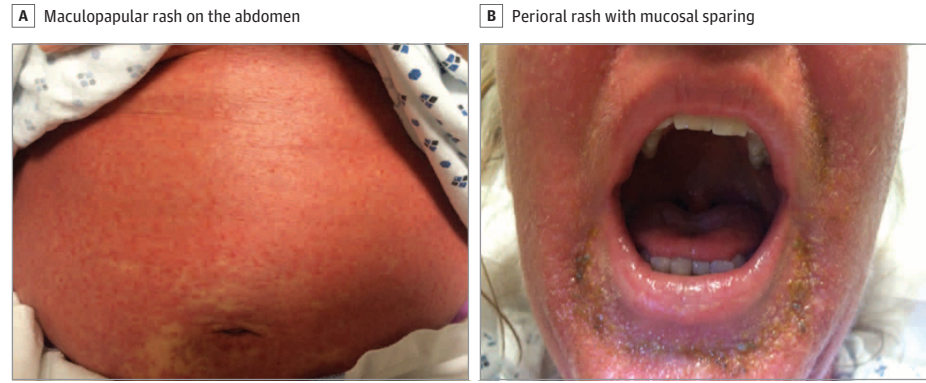 A Maculopapular rash on the abdomen
B Perioral rash with mucosal sparing